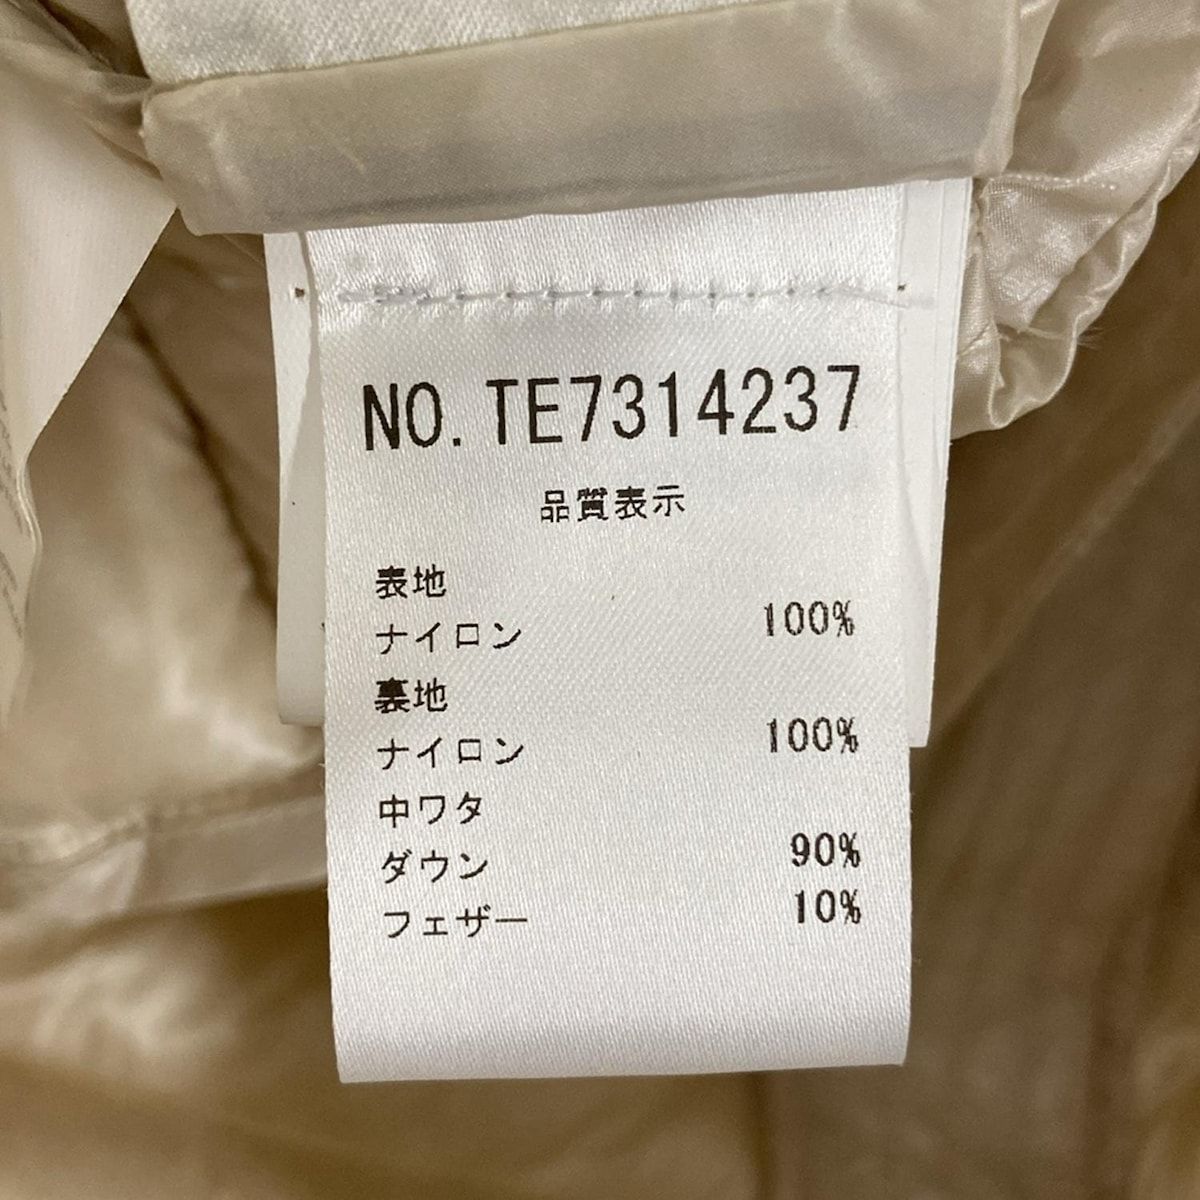 NO. TE7314237
品質表示
表地
ナイロン 100%
裏地
ナイロン 100%
中ワタ
ダウン 90%
フェザー 10%